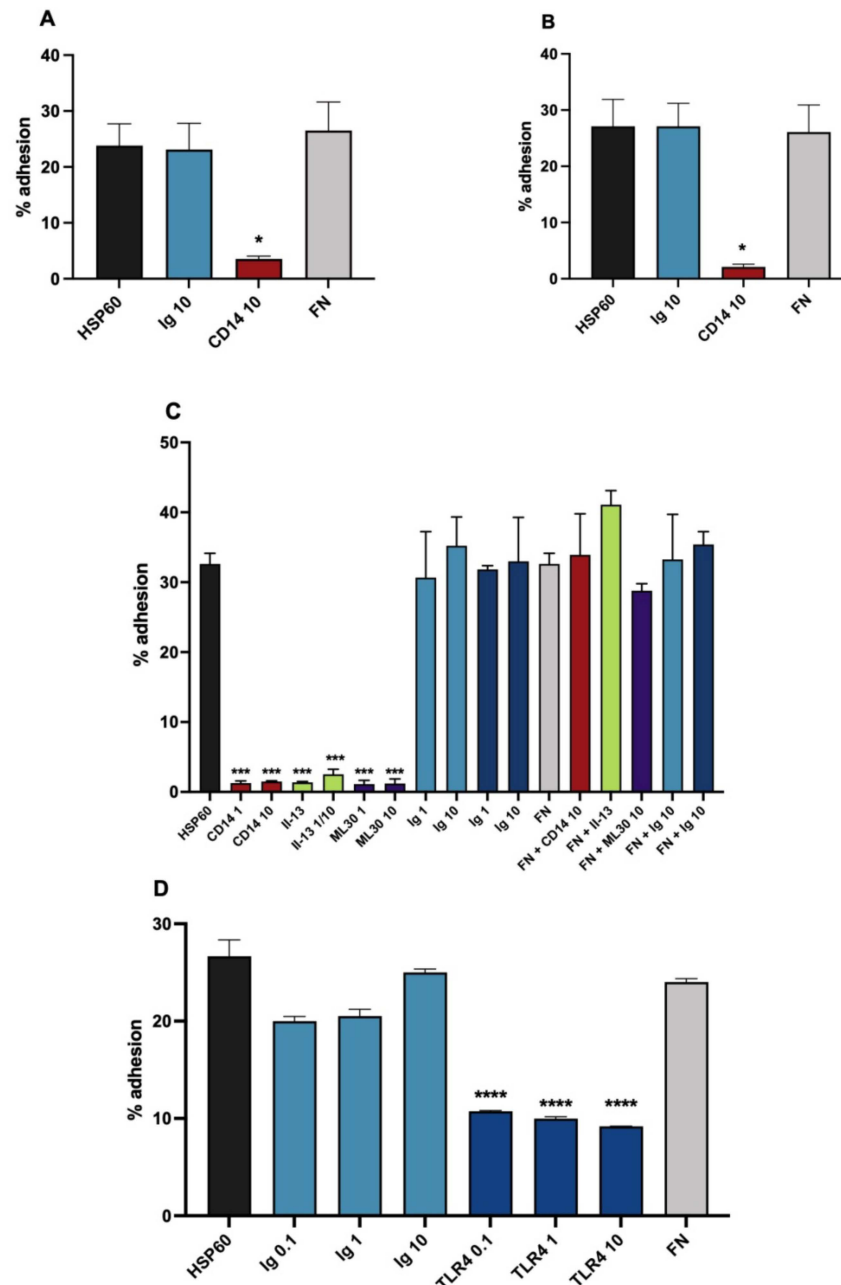 A
% adhesion
40
30
20
10
0
*
HSP60
Ig 10
CD14 10
FN
B
% adhesion
40
30
20
10
0
*
HSP60
Ig 10
CD14 10
FN
C
% adhesion
50
40
30
20
10
0
*** *** *** *** *** ***
HSP60
CD14 1
CD14 10
Il-13
Il-13 1/10
ML30 1
ML30 10
Ig 1
Ig 10
Ig 1
Ig 10
FN
FN + CD14 10
FN + Il-13
FN + ML30 10
FN + Ig 10
FN + Ig 10
D
% adhesion
30
20
10
0
**** **** ****
HSP60
Ig 0.1
Ig 1
Ig 10
TLR4 0.1
TLR4 1
TLR4 10
FN